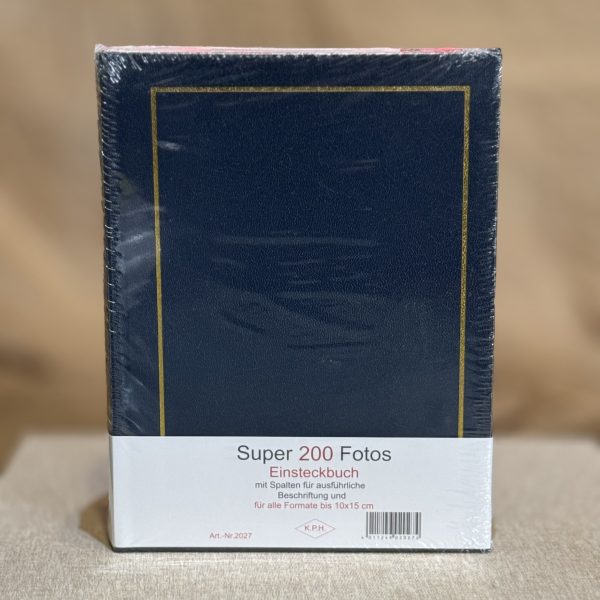 Super 200 Fotos
Einsteckbuch
mit Spalten für ausführliche
Beschriftung und
für alle Formate bis 10x15 cm
K.P.H.
Art.-Nr.2027